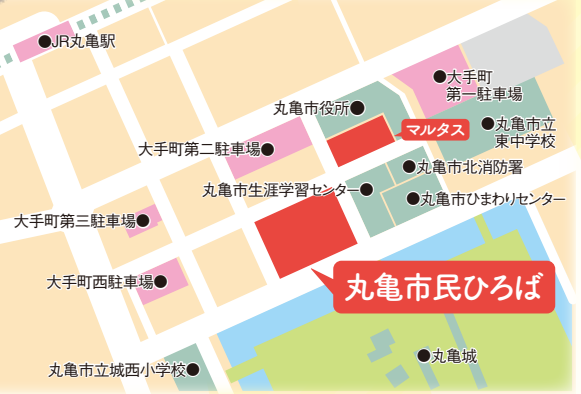 ●JR丸亀駅
●大手町
第一駐車場
丸亀市役所●
マルタス
●丸亀市立
東中学校
大手町第二駐車場●
●丸亀市北消防署
丸亀市生涯学習センター●
●丸亀市ひまわりセンター
大手町第三駐車場●
大手町西駐車場●
丸亀市民ひろば
●丸亀城
丸亀市立城西小学校●